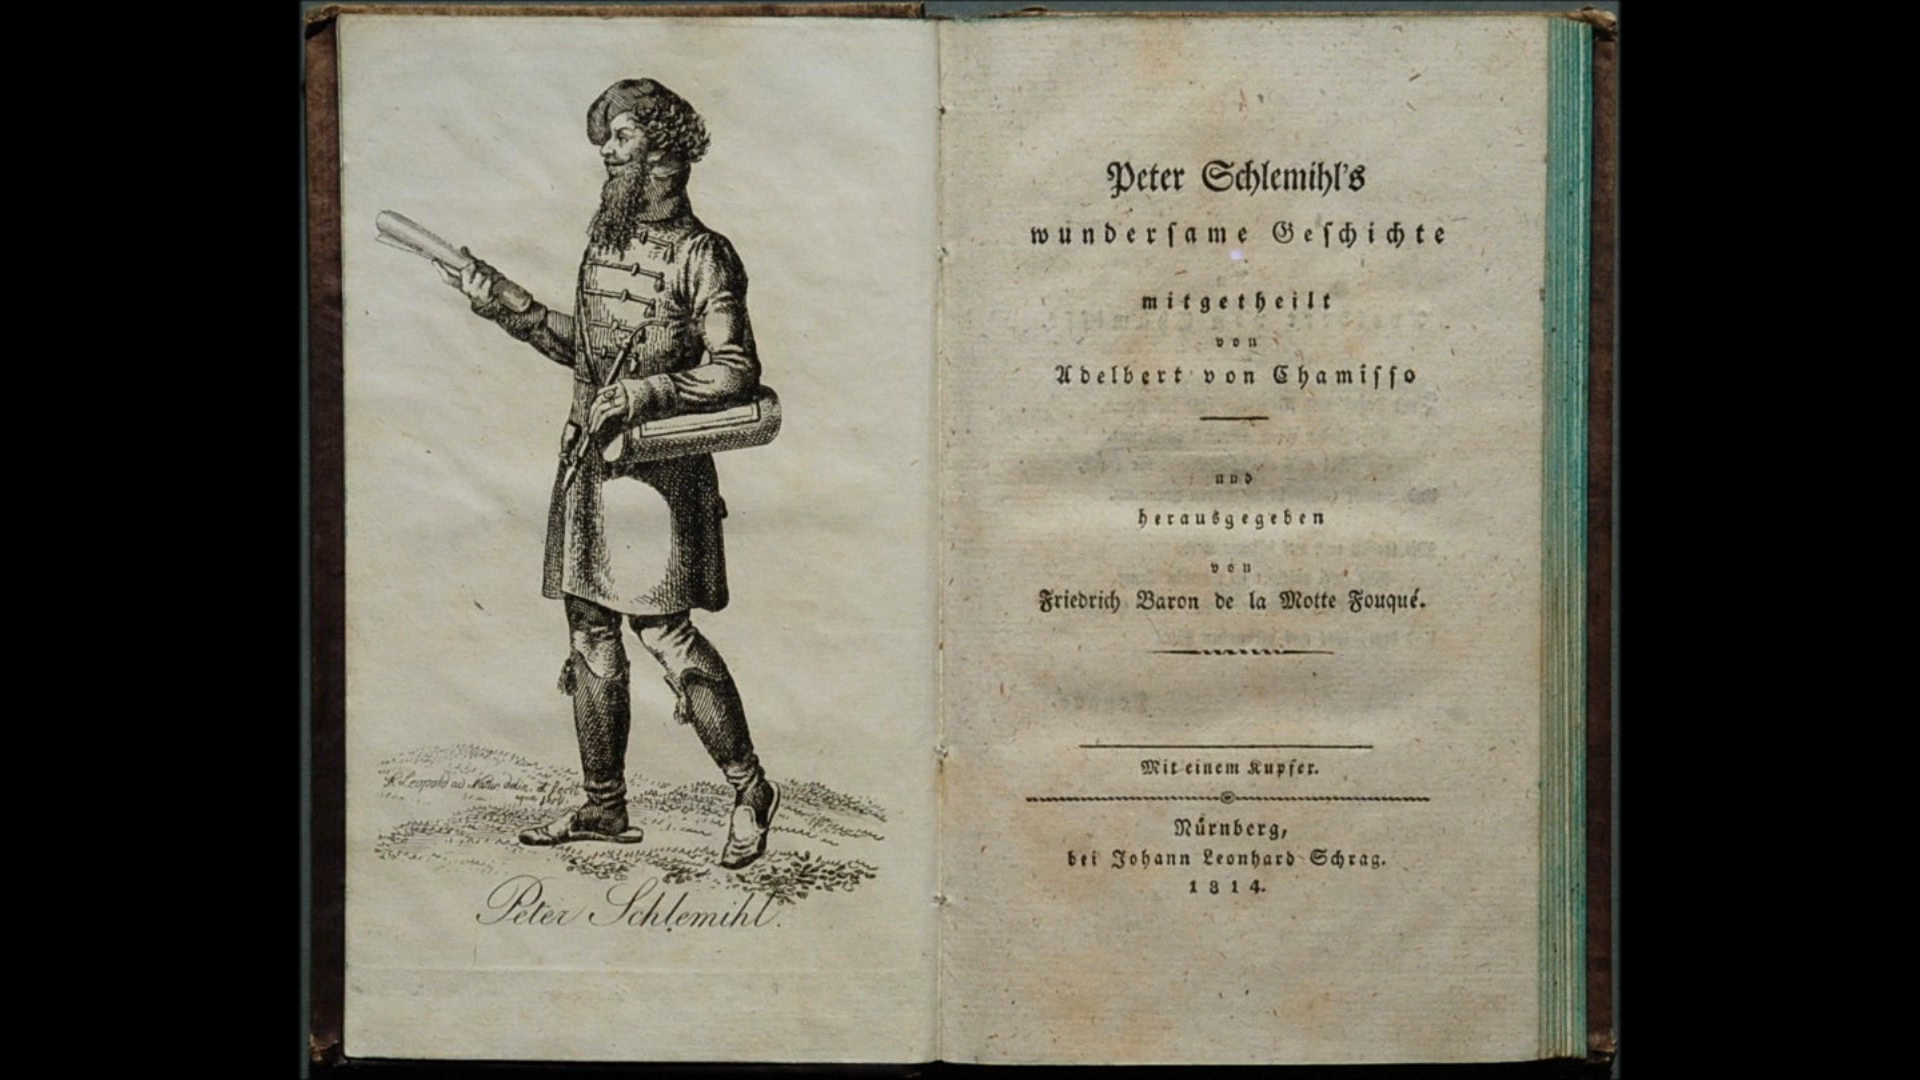 Peter Schlemihl.
Peter Schlemihl's
wunderſame Geſchichte
mitgetheilt
von
Adelbert von Chamiſſo
und
herausgegeben
von
Friedrich Baron de la Motte Fouqué.
Mit einem Kupfer.
Nürnberg,
bei Johann Leonhard Schrag.
1814.